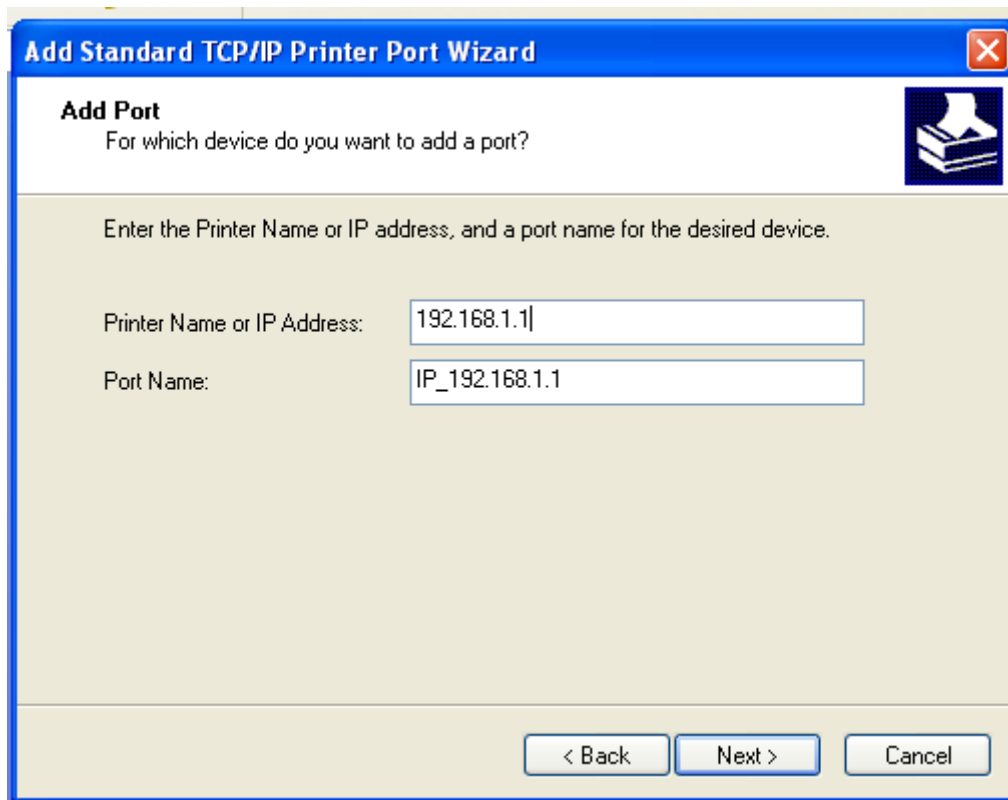 Add Standard TCP/IP Printer Port Wizard
Add Port
For which device do you want to add a port?
Enter the Printer Name or IP address, and a port name for the desired device.
Printer Name or IP Address: 192.168.1.1
Port Name: IP_192.168.1.1
< Back Next > Cancel